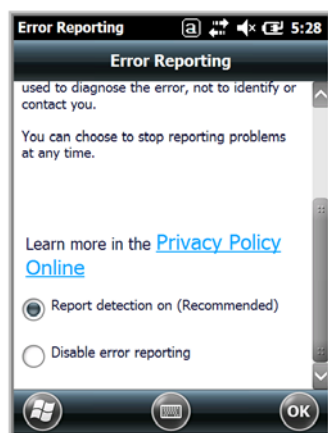 Error Reporting a 5:28
Error Reporting
used to diagnose the error, not to identify or
contact you.
You can choose to stop reporting problems
at any time.
Learn more in the Privacy Policy
Online
Report detection on (Recommended)
Disable error reporting
OK